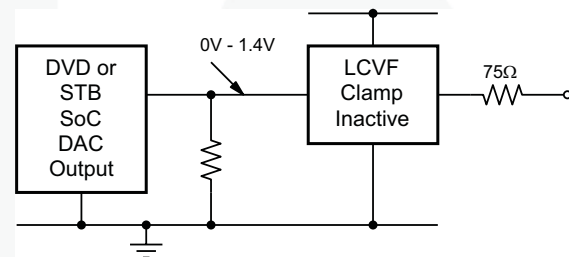 DVD or
STB
SoC
DAC
Output
0V - 1.4V
LCVF
Clamp
Inactive
75Ω